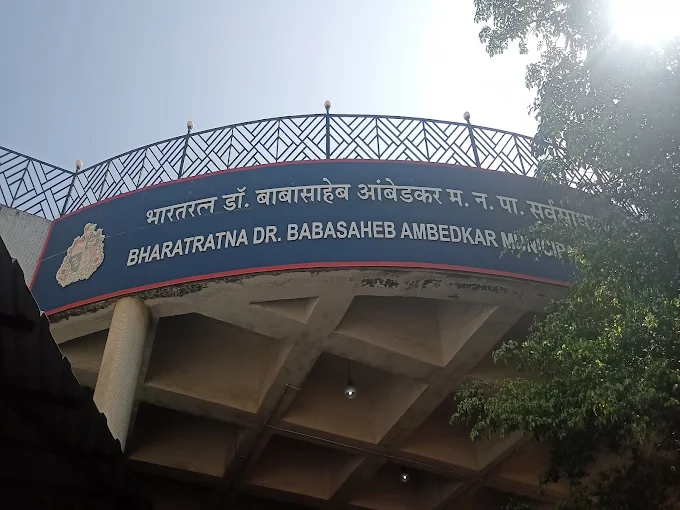 भारतरत्न डॉ. बाबासाहेब आंबेडकर म. न. पा.
BHARATRATNA DR. BABASAHEB AMBEDKAR